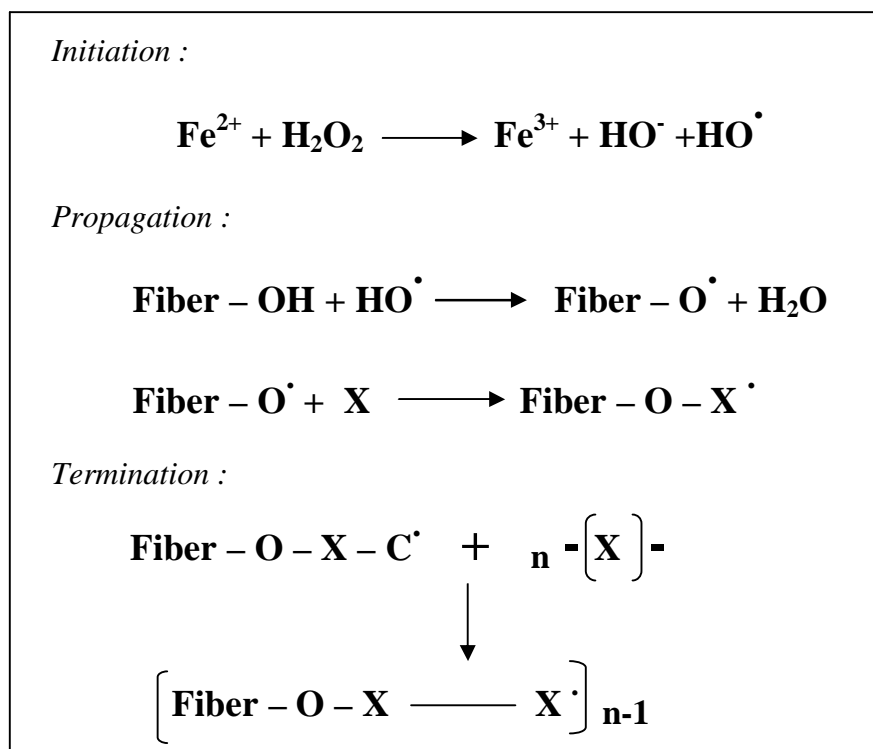 Initiation :
Fe²⁺ + H₂O₂ ⟶ Fe³⁺ + HO⁻ +HO˙
Propagation :
Fiber – OH + HO˙ ⟶ Fiber – O˙ + H₂O
Fiber – O˙ + X ⟶ Fiber – O – X ˙
Termination :
Fiber – O – X – C˙ + n -[X]-
↓
[Fiber – O – X —— X ˙] n-1